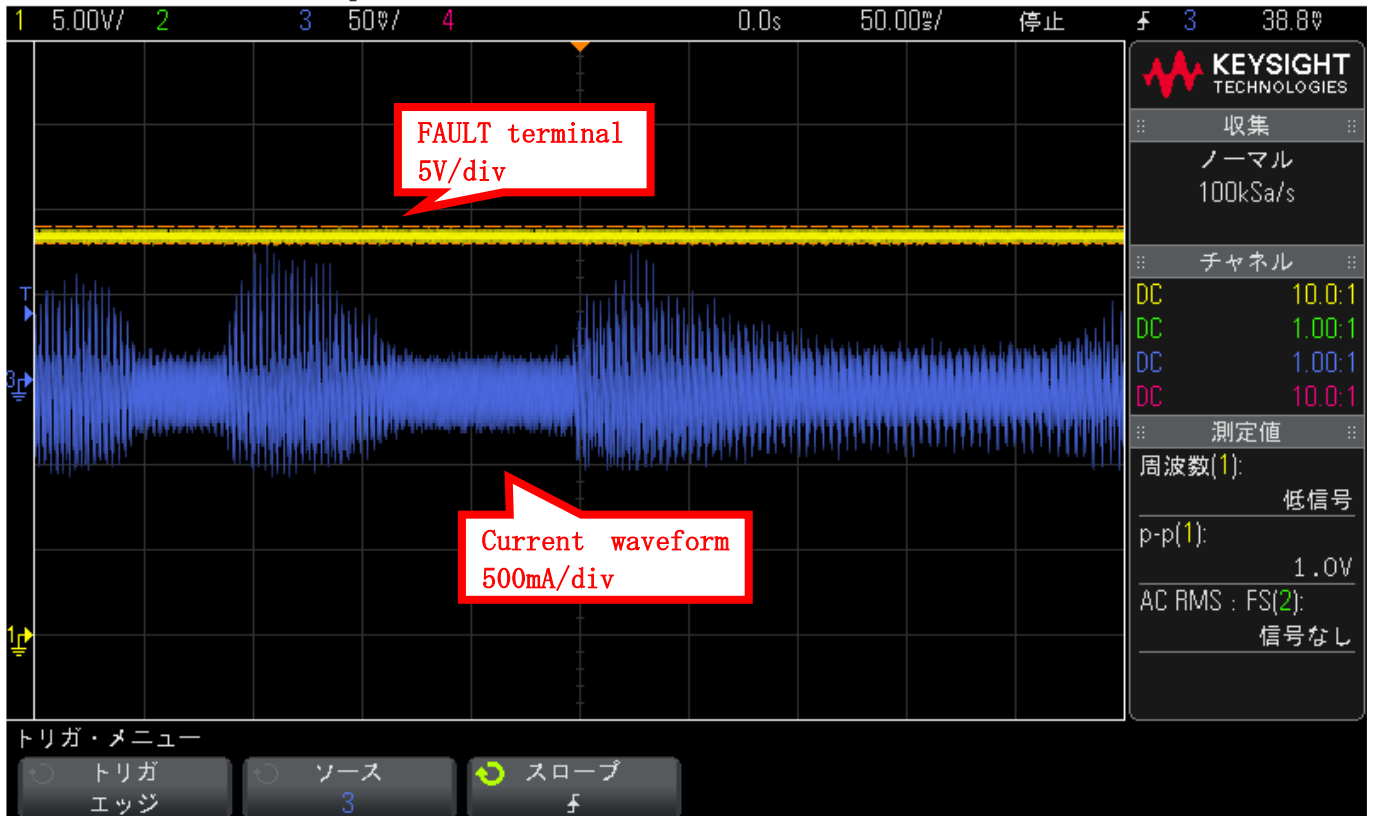 1 5.00V/ 2 3 50mV/ 4 0.0s 50.00ms/ 停止 3 38.8mV
KEYSIGHT
TECHNOLOGIES
収集
ノーマル
100kSa/s
チャネル
DC 10.0:1
DC 1.00:1
DC 1.00:1
DC 10.0:1
測定値
周波数(1):
低信号
p-p(1):
1.0V
AC RMS : FS(2):
信号なし
FAULT terminal
5V/div
T
3
Current waveform
500mA/div
1
トリガ・メニュー
トリガ
エッジ
ソース
3
スロープ